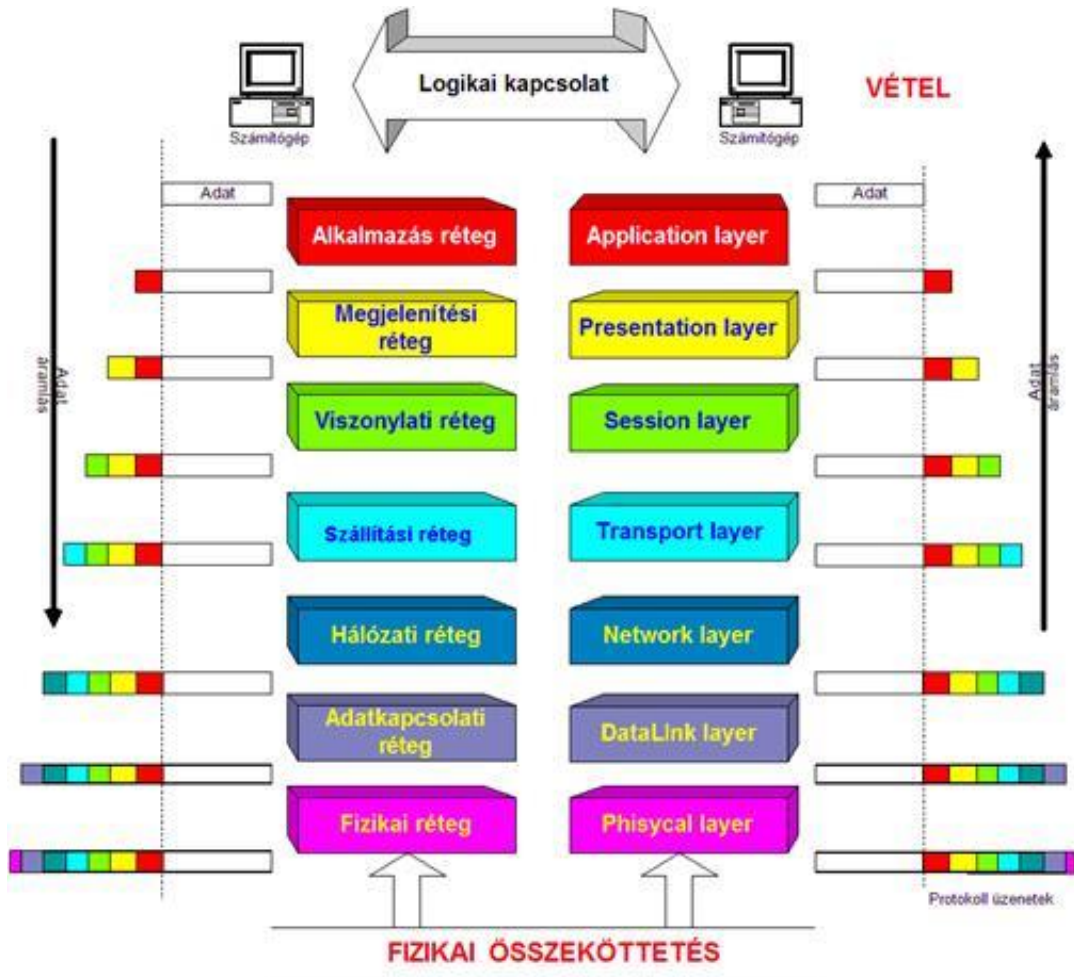 Logikai kapcsolat
VÉTEL
Számítógép
Számítógép
Adat
Adat
Alkalmazás réteg
Application layer
Megjelenítési
réteg
Presentation layer
Adat
áramlás
Adat
áramlás
Viszonylati réteg
Session layer
Szállítási réteg
Transport layer
Hálózati réteg
Network layer
Adatkapcsolati
réteg
DataLink layer
Fizikai réteg
Phisycal layer
Protokoll üzenetek
FIZIKAI ÖSSZEKÖTTETÉS